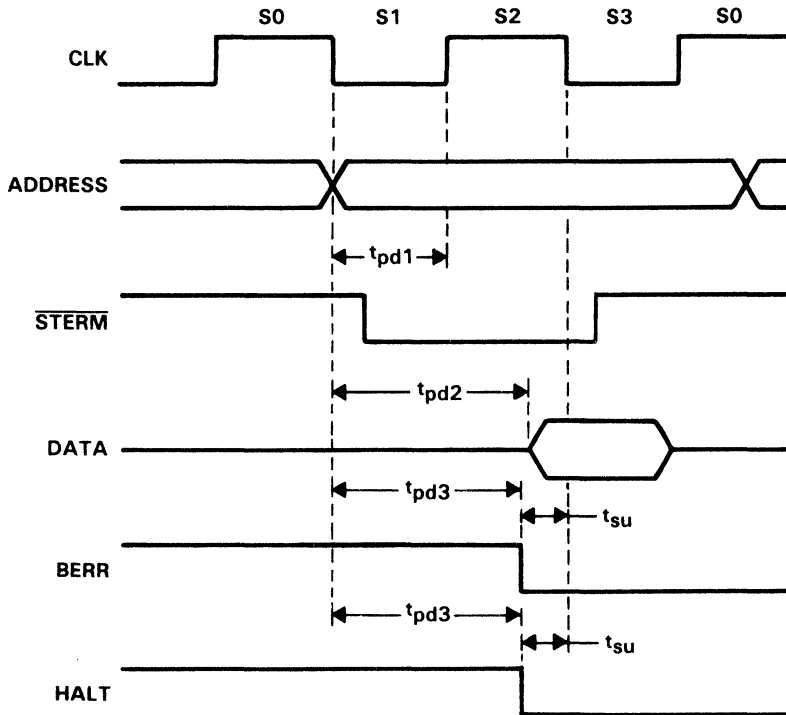 S0 S1 S2 S3 S0
CLK
ADDRESS
tpd1
STERM
tpd2
DATA
tpd3
tsu
BERR
tpd3
tsu
HALT